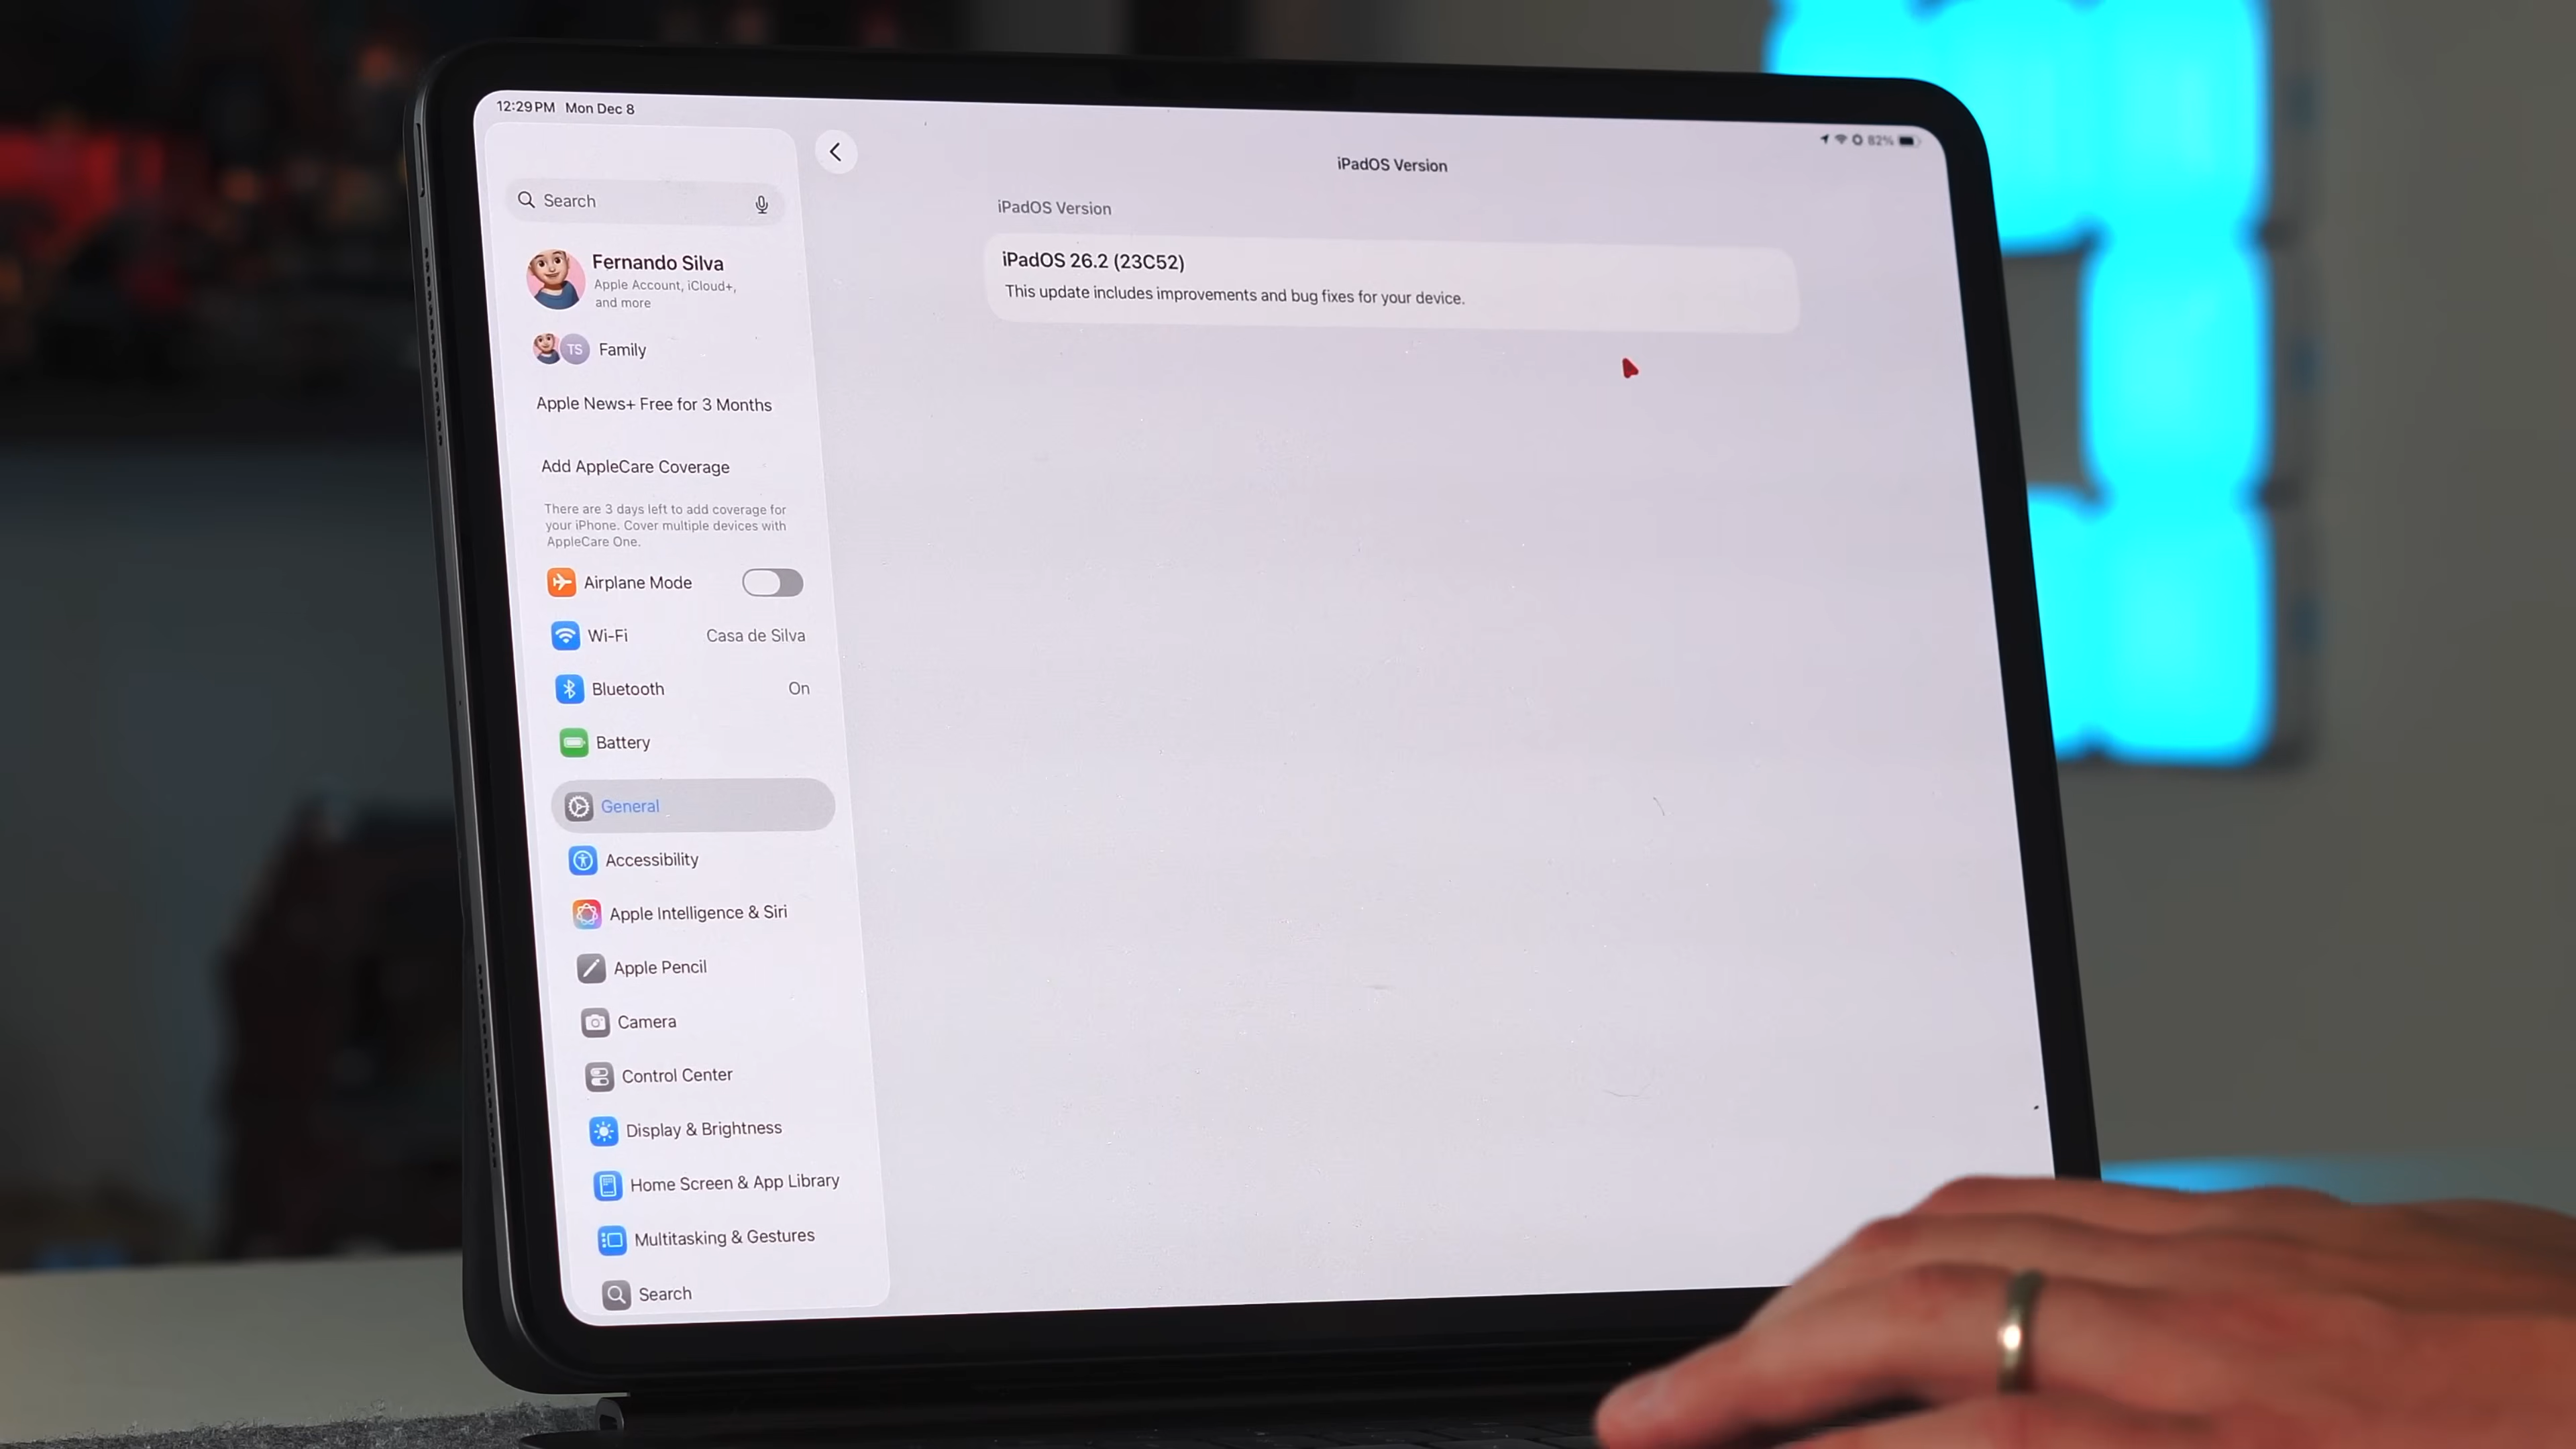 12:29 PM Mon Dec 8
82%
Search
Fernando Silva
Apple Account, iCloud+,
and more
TS Family
Apple News+ Free for 3 Months
Add AppleCare Coverage
There are 3 days left to add coverage for
your iPhone. Cover multiple devices with
AppleCare One.
Airplane Mode
Wi-Fi Casa de Silva
Bluetooth On
Battery
General
Accessibility
Apple Intelligence & Siri
Apple Pencil
Camera
Control Center
Display & Brightness
Home Screen & App Library
Multitasking & Gestures
Search
iPadOS Version
iPadOS Version
iPadOS 26.2 (23C52)
This update includes improvements and bug fixes for your device.